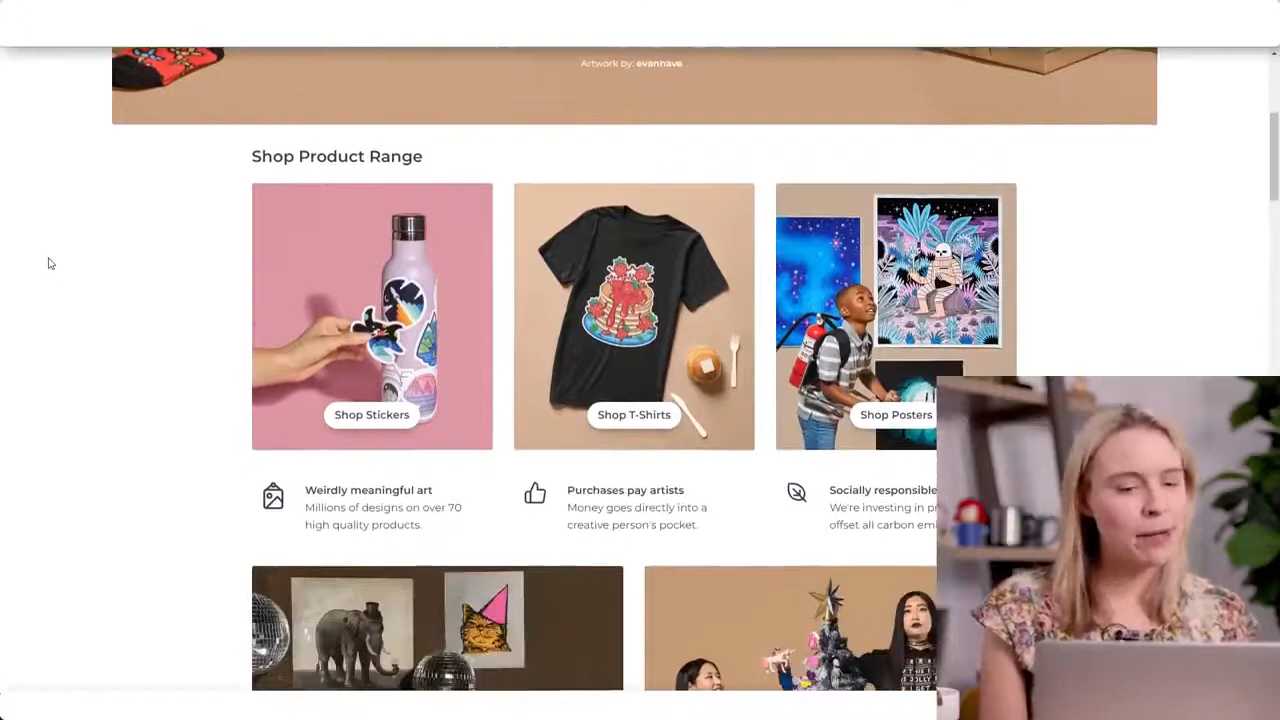 Artwork by: evannave
Shop Product Range
Shop Stickers
Shop T-Shirts
Shop Posters
Weirdly meaningful art
Millions of designs on over 70
high quality products.
Purchases pay artists
Money goes directly into a
creative person's pocket.
Socially responsible
We're investing in
offset all carbon